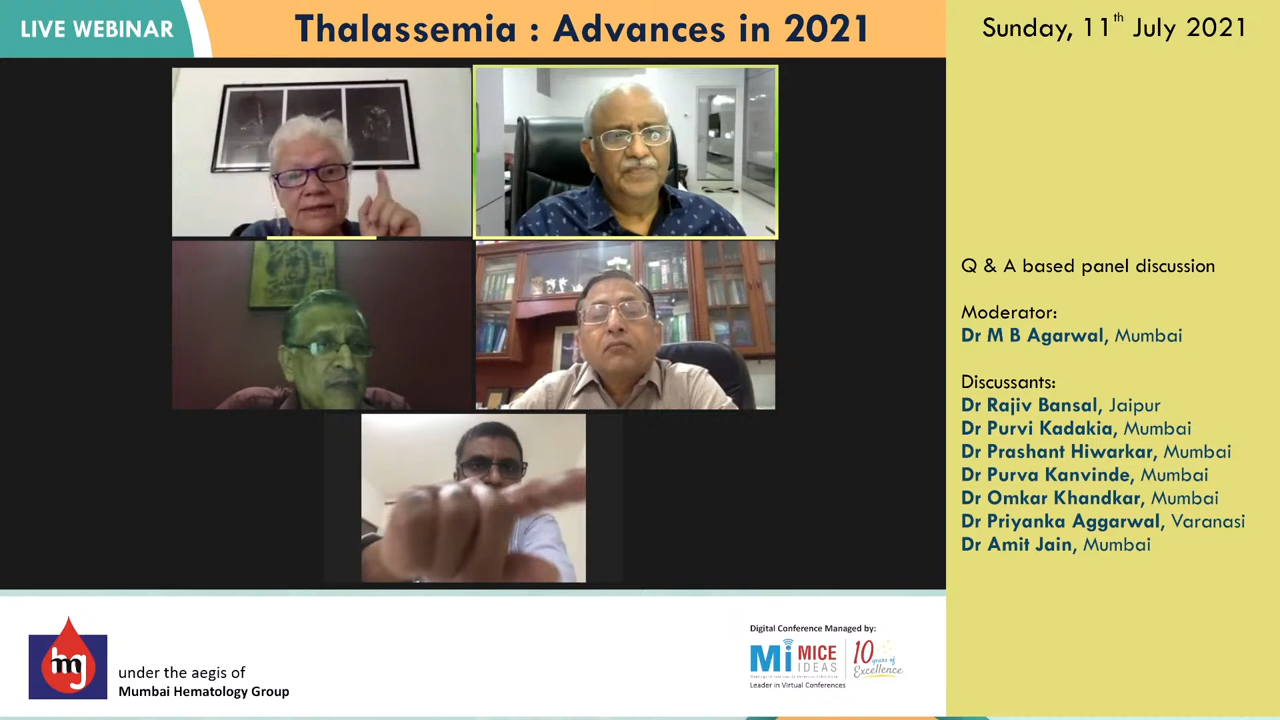 LIVE WEBINAR
Thalassemia : Advances in 2021
Sunday, 11th July 2021
Q & A based panel discussion
Moderator:
Dr M B Agarwal, Mumbai
Discussants:
Dr Rajiv Bansal, Jaipur
Dr Purvi Kadakia, Mumbai
Dr Prashant Hiwarkar, Mumbai
Dr Purva Kanvinde, Mumbai
Dr Omkar Khandkar, Mumbai
Dr Priyanka Aggarwal, Varanasi
Dr Amit Jain, Mumbai
mg
under the aegis of
Mumbai Hematology Group
Digital Conference Managed by:
Mi MICE IDEAS
10 years of Excellence
Leader in Virtual Conferences